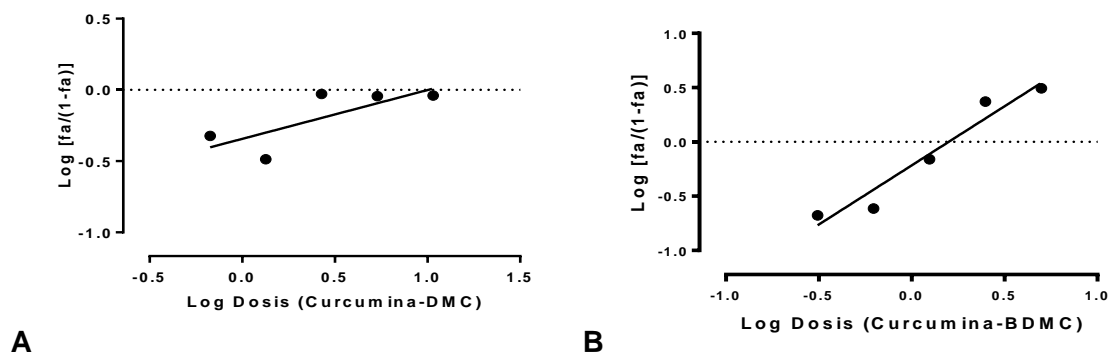 0.5
0.0
-0.5
-1.0
Log [fa/(1-fa)]
-0.5 0.0 0.5 1.0 1.5
Log Dosis (Curcumina-DMC)
A
1.0
0.5
0.0
-0.5
-1.0
Log [fa/(1-fa)]
-1.0 -0.5 0.0 0.5 1.0
Log Dosis (Curcumina-BDMC)
B